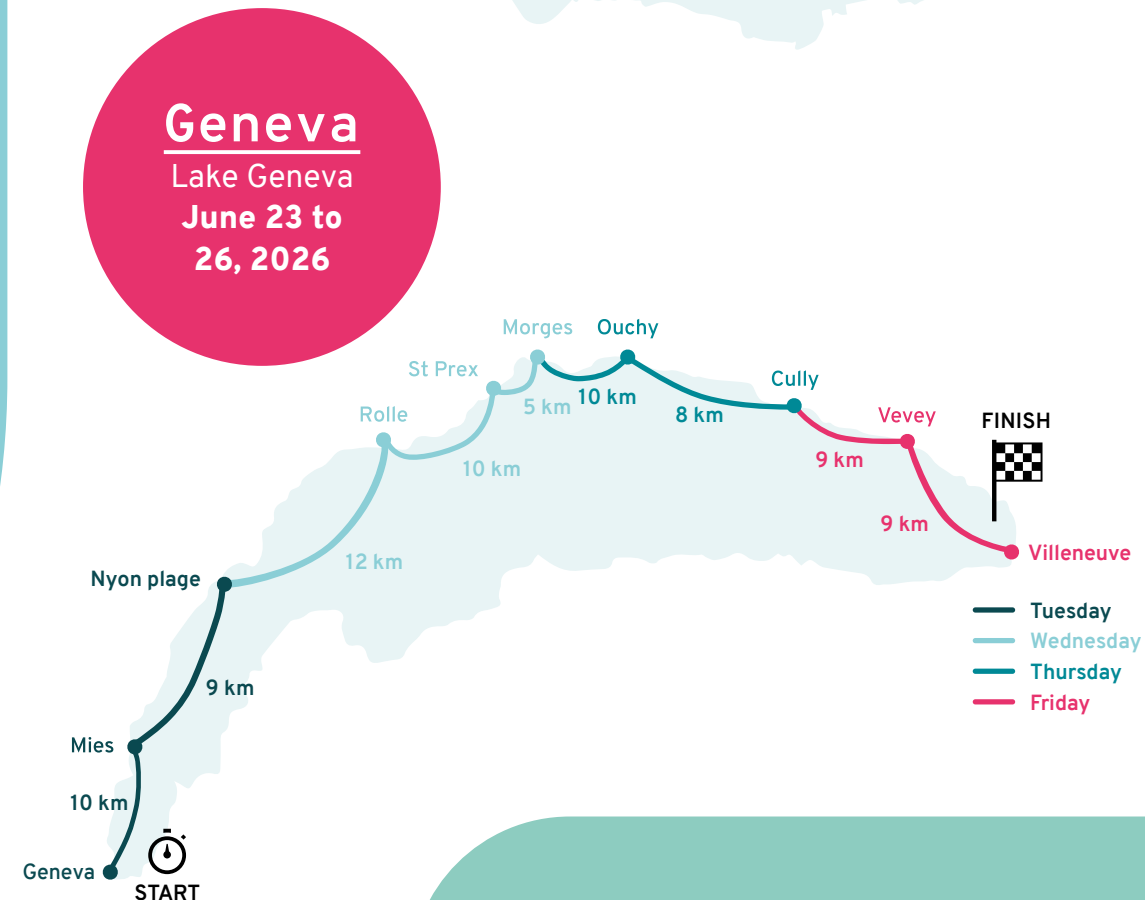 Geneva
Lake Geneva
June 23 to
26, 2026
Morges
Ouchy
St Prex
Cully
5 km
10 km
8 km
Rolle
Vevey
FINISH
10 km
9 km
9 km
12 km
Villeneuve
Nyon plage
Tuesday
Wednesday
Thursday
Friday
9 km
Mies
10 km
Geneva
START